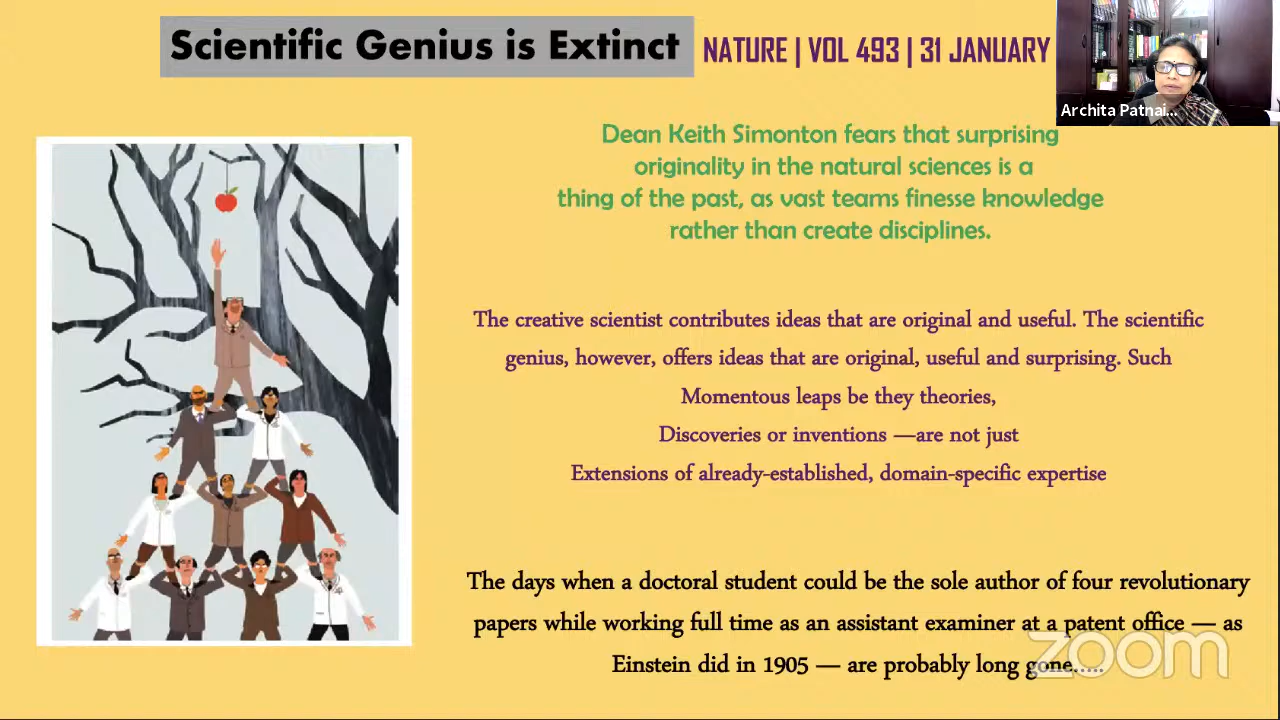 Scientific Genius is Extinct
NATURE | VOL 493 | 31 JANUARY
Archita Patnai...
Dean Keith Simonton fears that surprising
originality in the natural sciences is a
thing of the past, as vast teams finesse knowledge
rather than create disciplines.
The creative scientist contributes ideas that are original and useful. The scientific
genius, however, offers ideas that are original, useful and surprising. Such
Momentous leaps be they theories,
Discoveries or inventions —are not just
Extensions of already-established, domain-specific expertise
The days when a doctoral student could be the sole author of four revolutionary
papers while working full time as an assistant examiner at a patent office — as
Einstein did in 1905 — are probably long gone.....
zoom